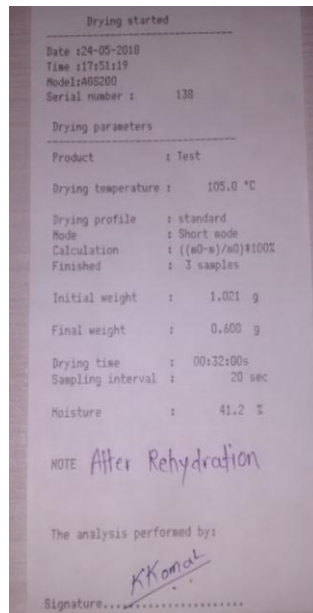 Drying started
Date :24-05-2018
Time :17:51:19
Model:AGS200
Serial number : 138
Drying parameters
Product : Test
Drying temperature : 105.0 °C
Drying profile : standard
Mode : Short mode
Calculation : ((m0-m)/m0)*100%
Finished : 3 samples
Initial weight : 1.021 g
Final weight : 0.600 g
Drying time : 00:32:00s
Sampling interval : 20 sec
Moisture : 41.2 %
NOTE After Rehydration
The analysis performed by:
KKomal
Signature.......................